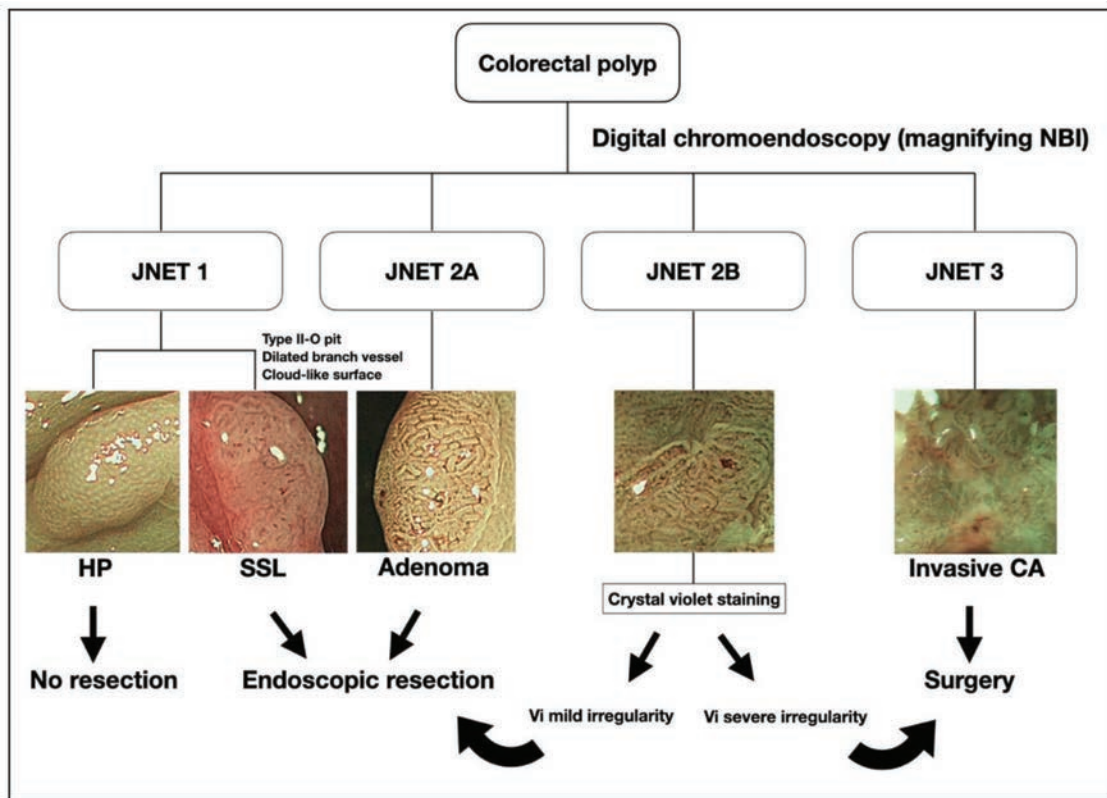 Colorectal polyp
Digital chromoendoscopy (magnifying NBI)
JNET 1
JNET 2A
JNET 2B
JNET 3
Type II-O pit
Dilated branch vessel
Cloud-like surface
HP
SSL
Adenoma
Invasive CA
Crystal violet staining
No resection
Endoscopic resection
Surgery
Vi mild irregularity
Vi severe irregularity